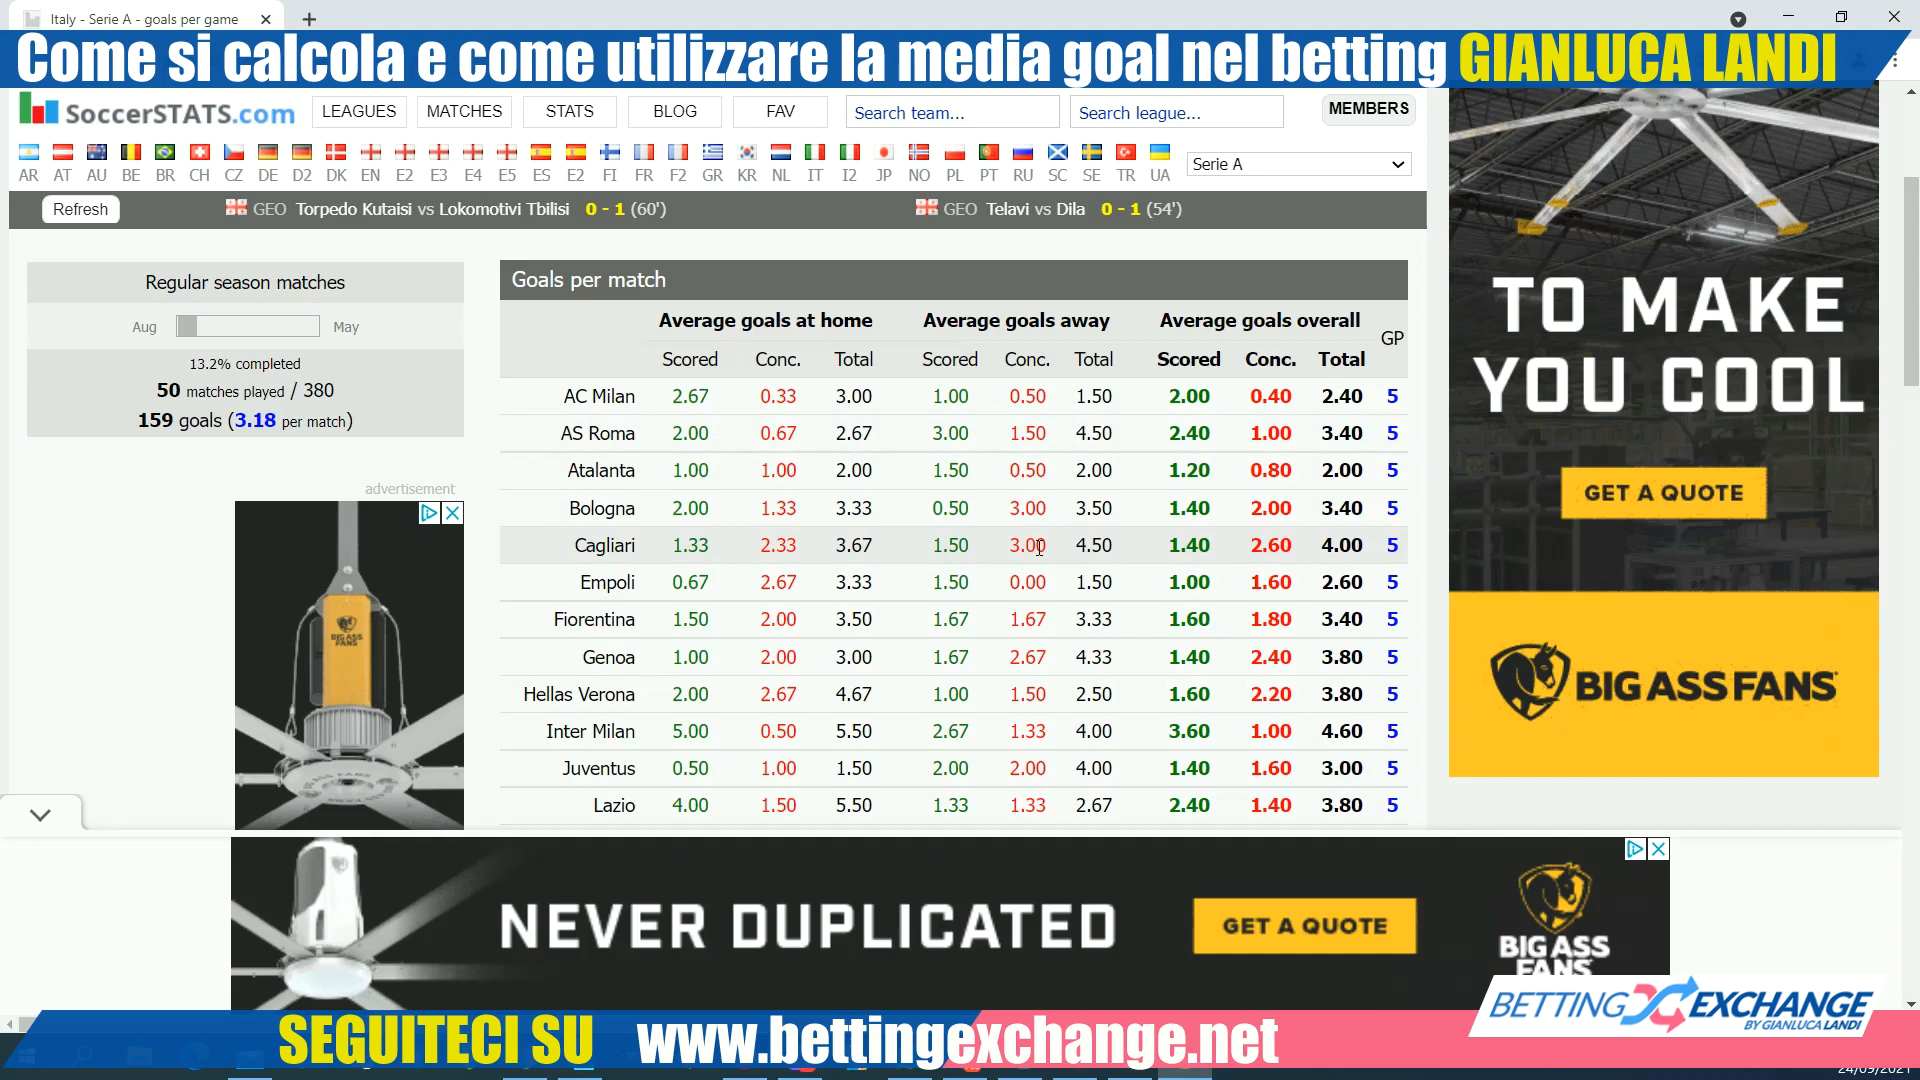 Italy - Serie A - goals per game
Come si calcola e come utilizzare la media goal nel betting GIANLUCA LANDI
SoccerSTATS.com
LEAGUES MATCHES STATS BLOG FAV Search team... Search league... MEMBERS
AR AT AU BE BR CH CZ DE D2 DK EN E2 E3 E4 E5 ES E2 FI FR F2 GR KR NL IT I2 JP NO PL PT RU SC SE TR UA
Serie A
Refresh GEO Torpedo Kutaisi vs Lokomotivi Tbilisi 0 - 1 (60') GEO Telavi vs Dila 0 - 1 (54')
Regular season matches
Aug May
13.2% completed
50 matches played / 380
159 goals (3.18 per match)
advertisement
BIG ASS FANS
Goals per match
Average goals at home Average goals away Average goals overall GP
Scored Conc. Total Scored Conc. Total Scored Conc. Total
AC Milan 2.67 0.33 3.00 1.00 0.50 1.50 2.00 0.40 2.40 5
AS Roma 2.00 0.67 2.67 3.00 1.50 4.50 2.40 1.00 3.40 5
Atalanta 1.00 1.00 2.00 1.50 0.50 2.00 1.20 0.80 2.00 5
Bologna 2.00 1.33 3.33 0.50 3.00 3.50 1.40 2.00 3.40 5
Cagliari 1.33 2.33 3.67 1.50 3.00 4.50 1.40 2.60 4.00 5
Empoli 0.67 2.67 3.33 1.50 0.00 1.50 1.00 1.60 2.60 5
Fiorentina 1.50 2.00 3.50 1.67 1.67 3.33 1.60 1.80 3.40 5
Genoa 1.00 2.00 3.00 1.67 2.67 4.33 1.40 2.40 3.80 5
Hellas Verona 2.00 2.67 4.67 1.00 1.50 2.50 1.60 2.20 3.80 5
Inter Milan 5.00 0.50 5.50 2.67 1.33 4.00 3.60 1.00 4.60 5
Juventus 0.50 1.00 1.50 2.00 2.00 4.00 1.40 1.60 3.00 5
Lazio 4.00 1.50 5.50 1.33 1.33 2.67 2.40 1.40 3.80 5
TO MAKE
YOU COOL
GET A QUOTE
BIG ASS FANS
NEVER DUPLICATED
GET A QUOTE
BIG ASS
FANS
BETTING EXCHANGE
BY GIANLUCA LANDI
SEGUITECI SU www.bettingexchange.net
24/09/2021